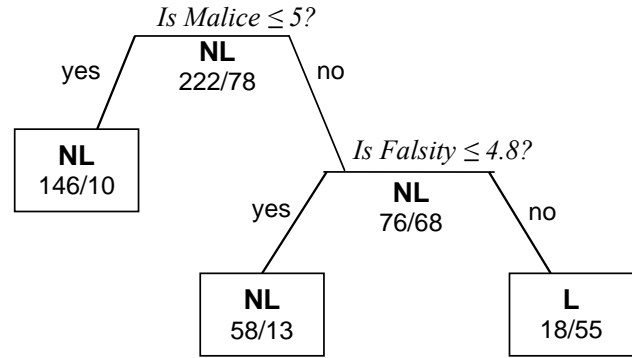 Is Malice ≤ 5?
NL
222/78
yes
no
NL
146/10
Is Falsity ≤ 4.8?
NL
76/68
yes
no
NL
58/13
L
18/55